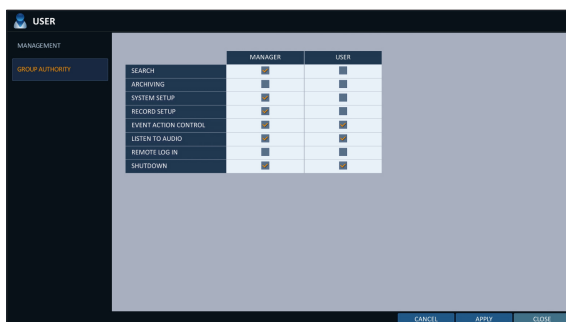 USER
MANAGEMENT
GROUP AUTHORITY
MANAGER USER
SEARCH
ARCHIVING
SYSTEM SETUP
RECORD SETUP
EVENT ACTION CONTROL
LISTEN TO AUDIO
REMOTE LOG IN
SHUTDOWN
CANCEL APPLY CLOSE